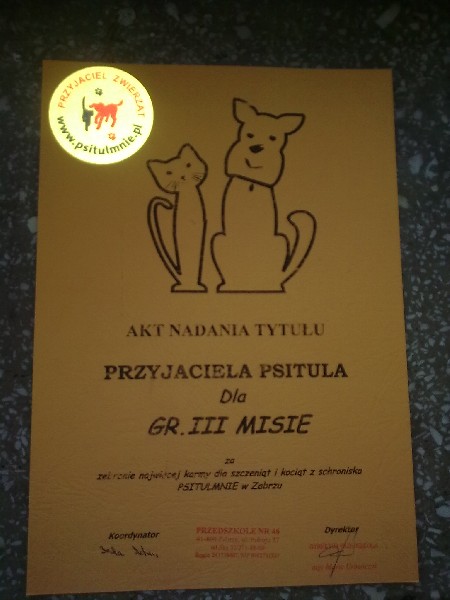 PRZYJACIEL ZWIERZĄT
www.psitulmnie.pl
AKT NADANIA TYTUŁU
PRZYJACIELA PSITULA
Dla
GR.III MISIE
za
zebranie najwięcej karmy dla szczeniąt i kociąt z schroniska
PSITULMNIE w Zabrzu
Koordynator
Dyrektor
PRZEDSZKOLE NR 46